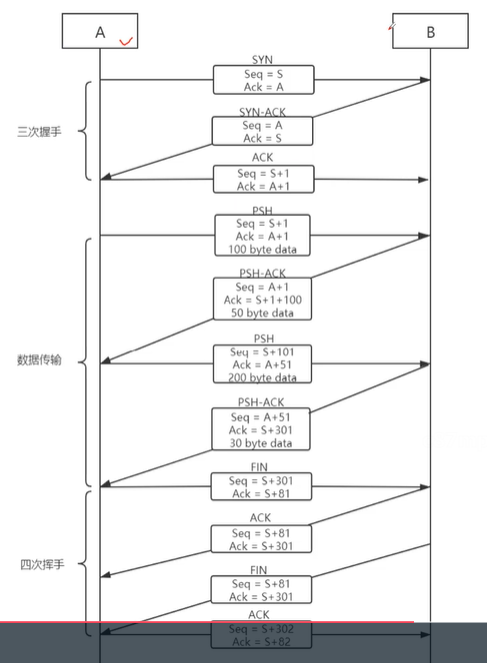 A
B
SYN
Seq = S
Ack = A
SYN-ACK
Seq = A
Ack = S
三次握手
ACK
Seq = S+1
Ack = A+1
PSH
Seq = S+1
Ack = A+1
100 byte data
PSH-ACK
Seq = A+1
Ack = S+1+100
50 byte data
数据传输
PSH
Seq = S+101
Ack = A+51
200 byte data
PSH-ACK
Seq = A+51
Ack = S+301
30 byte data
FIN
Seq = S+301
Ack = S+81
ACK
Seq = S+81
Ack = S+301
四次挥手
FIN
Seq = S+81
Ack = S+301
ACK
Seq = S+302
Ack = S+82